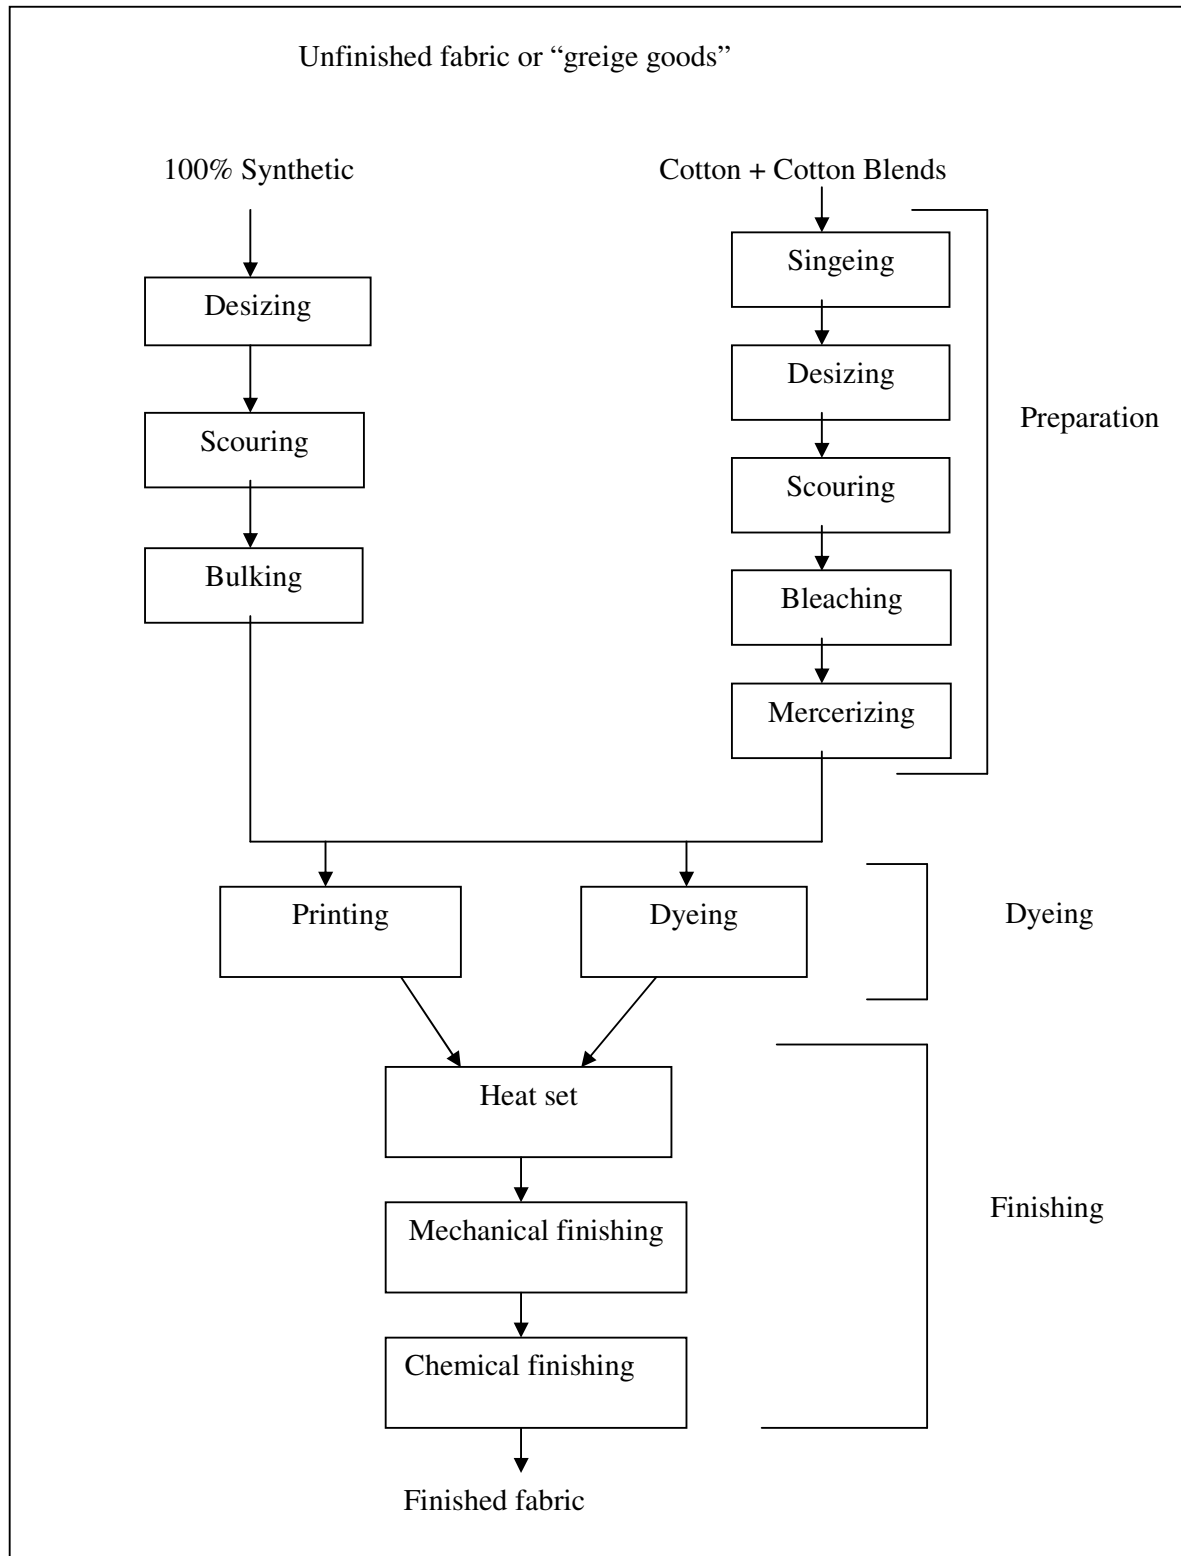 Unfinished fabric or “greige goods”
100% Synthetic
Cotton + Cotton Blends
Desizing
Scouring
Bulking
Singeing
Desizing
Scouring
Bleaching
Mercerizing
Preparation
Printing
Dyeing
Dyeing
Heat set
Mechanical finishing
Chemical finishing
Finishing
Finished fabric